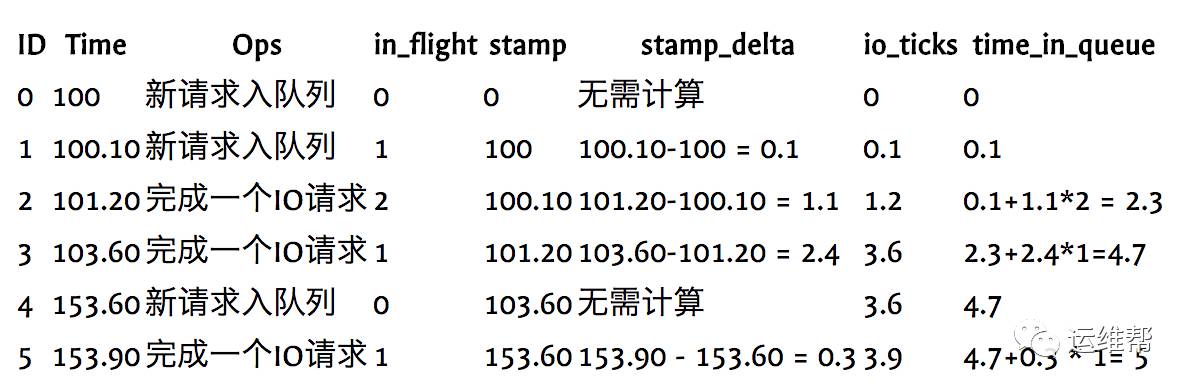 ID Time Ops in_flight stamp stamp_delta io_ticks time_in_queue
0 100 新请求入队列 0 0 无需计算 0 0
1 100.10 新请求入队列 1 100 100.10-100 = 0.1 0.1 0.1
2 101.20 完成一个IO请求 2 100.10 101.20-100.10 = 1.1 1.2 0.1+1.1*2 = 2.3
3 103.60 完成一个IO请求 1 101.20 103.60-101.20 = 2.4 3.6 2.3+2.4*1=4.7
4 153.60 新请求入队列 0 103.60 无需计算 3.6 4.7
5 153.90 完成一个IO请求 1 153.60 153.90 - 153.60 = 0.3 3.9 4.7+0.3 * 1= 5
运维帮